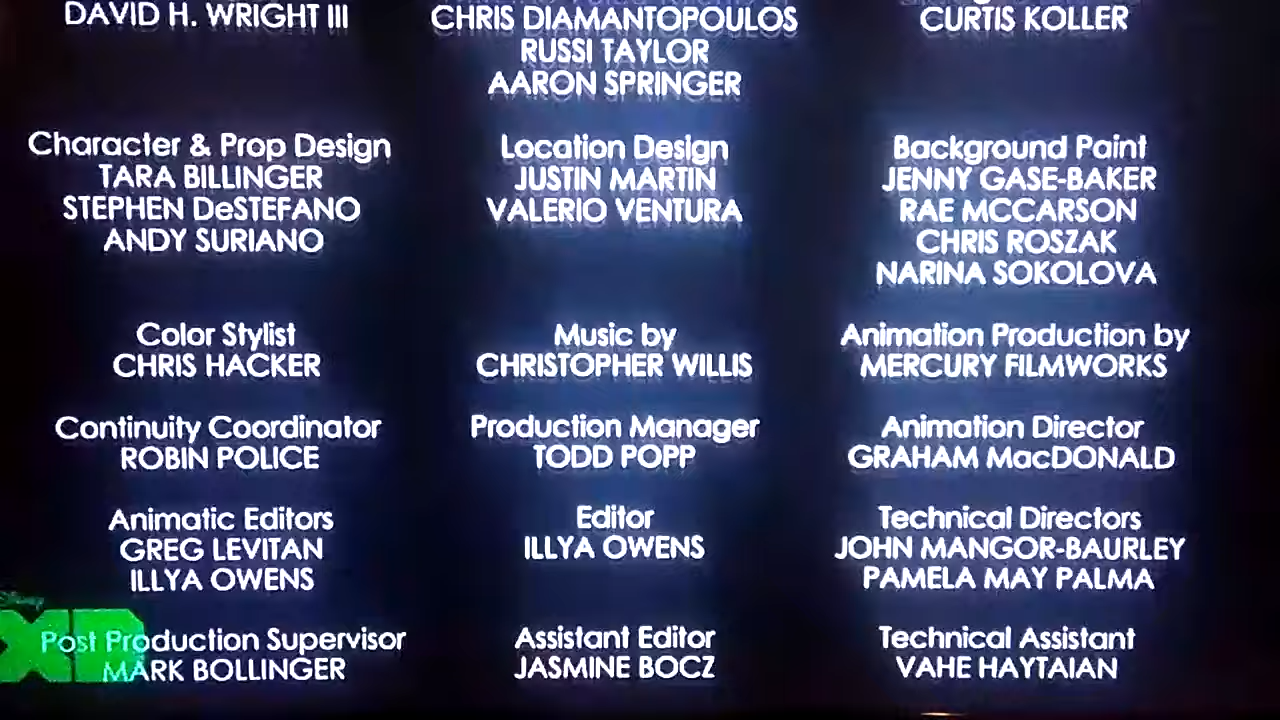 DAVID H. WRIGHT III
CHRIS DIAMANTOPOULOS
RUSSI TAYLOR
AARON SPRINGER
CURTIS KOLLER
Character & Prop Design
TARA BILLINGER
STEPHEN DeSTEFANO
ANDY SURIANO
Location Design
JUSTIN MARTIN
VALERIO VENTURA
Background Paint
JENNY GASE-BAKER
RAE MCCARSON
CHRIS ROSZAK
NARINA SOKOLOVA
Color Stylist
CHRIS HACKER
Music by
CHRISTOPHER WILLIS
Animation Production by
MERCURY FILMWORKS
Continuity Coordinator
ROBIN POLICE
Production Manager
TODD POPP
Animation Director
GRAHAM MacDONALD
Animatic Editors
GREG LEVITAN
ILLYA OWENS
Editor
ILLYA OWENS
Technical Directors
JOHN MANGOR-BAURLEY
PAMELA MAY PALMA
Post Production Supervisor
MARK BOLLINGER
Assistant Editor
JASMINE BOCZ
Technical Assistant
VAHE HAYTAIAN
Disney
XD